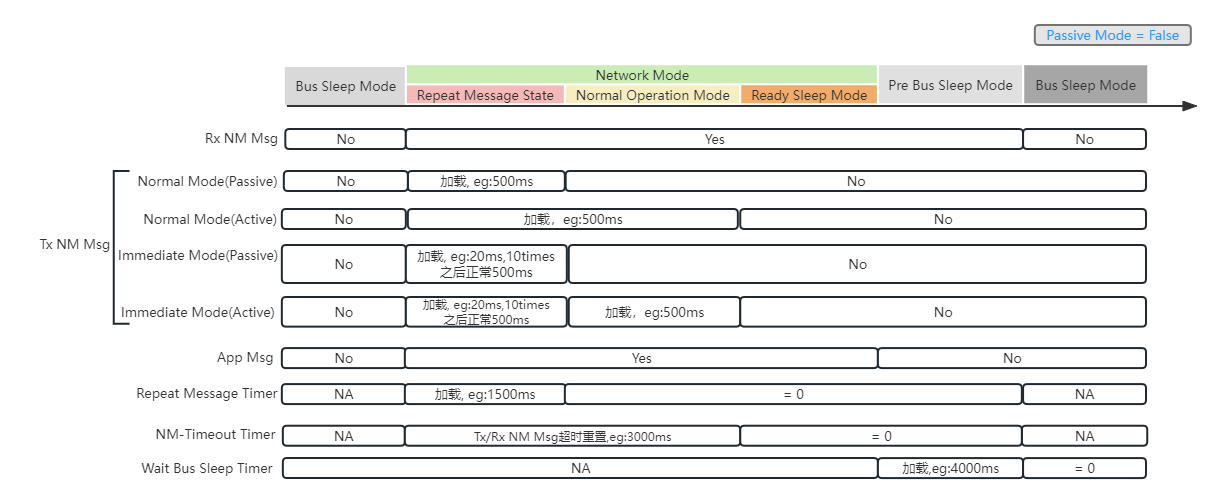 Passive Mode = False
Network Mode
Bus Sleep Mode
Pre Bus Sleep Mode
Bus Sleep Mode
Repeat Message State
Normal Operation Mode
Ready Sleep Mode
Rx NM Msg
No
Yes
No
Tx NM Msg
Normal Mode(Passive)
No
加载, eg:500ms
No
Normal Mode(Active)
No
加载，eg:500ms
No
Immediate Mode(Passive)
No
加载, eg:20ms,10times
之后正常500ms
No
Immediate Mode(Active)
No
加载, eg:20ms,10times
之后正常500ms
加载，eg:500ms
No
App Msg
No
Yes
No
Repeat Message Timer
NA
加载, eg:1500ms
= 0
NA
NM-Timeout Timer
NA
Tx/Rx NM Msg超时重置,eg:3000ms
= 0
NA
Wait Bus Sleep Timer
NA
加载,eg:4000ms
= 0